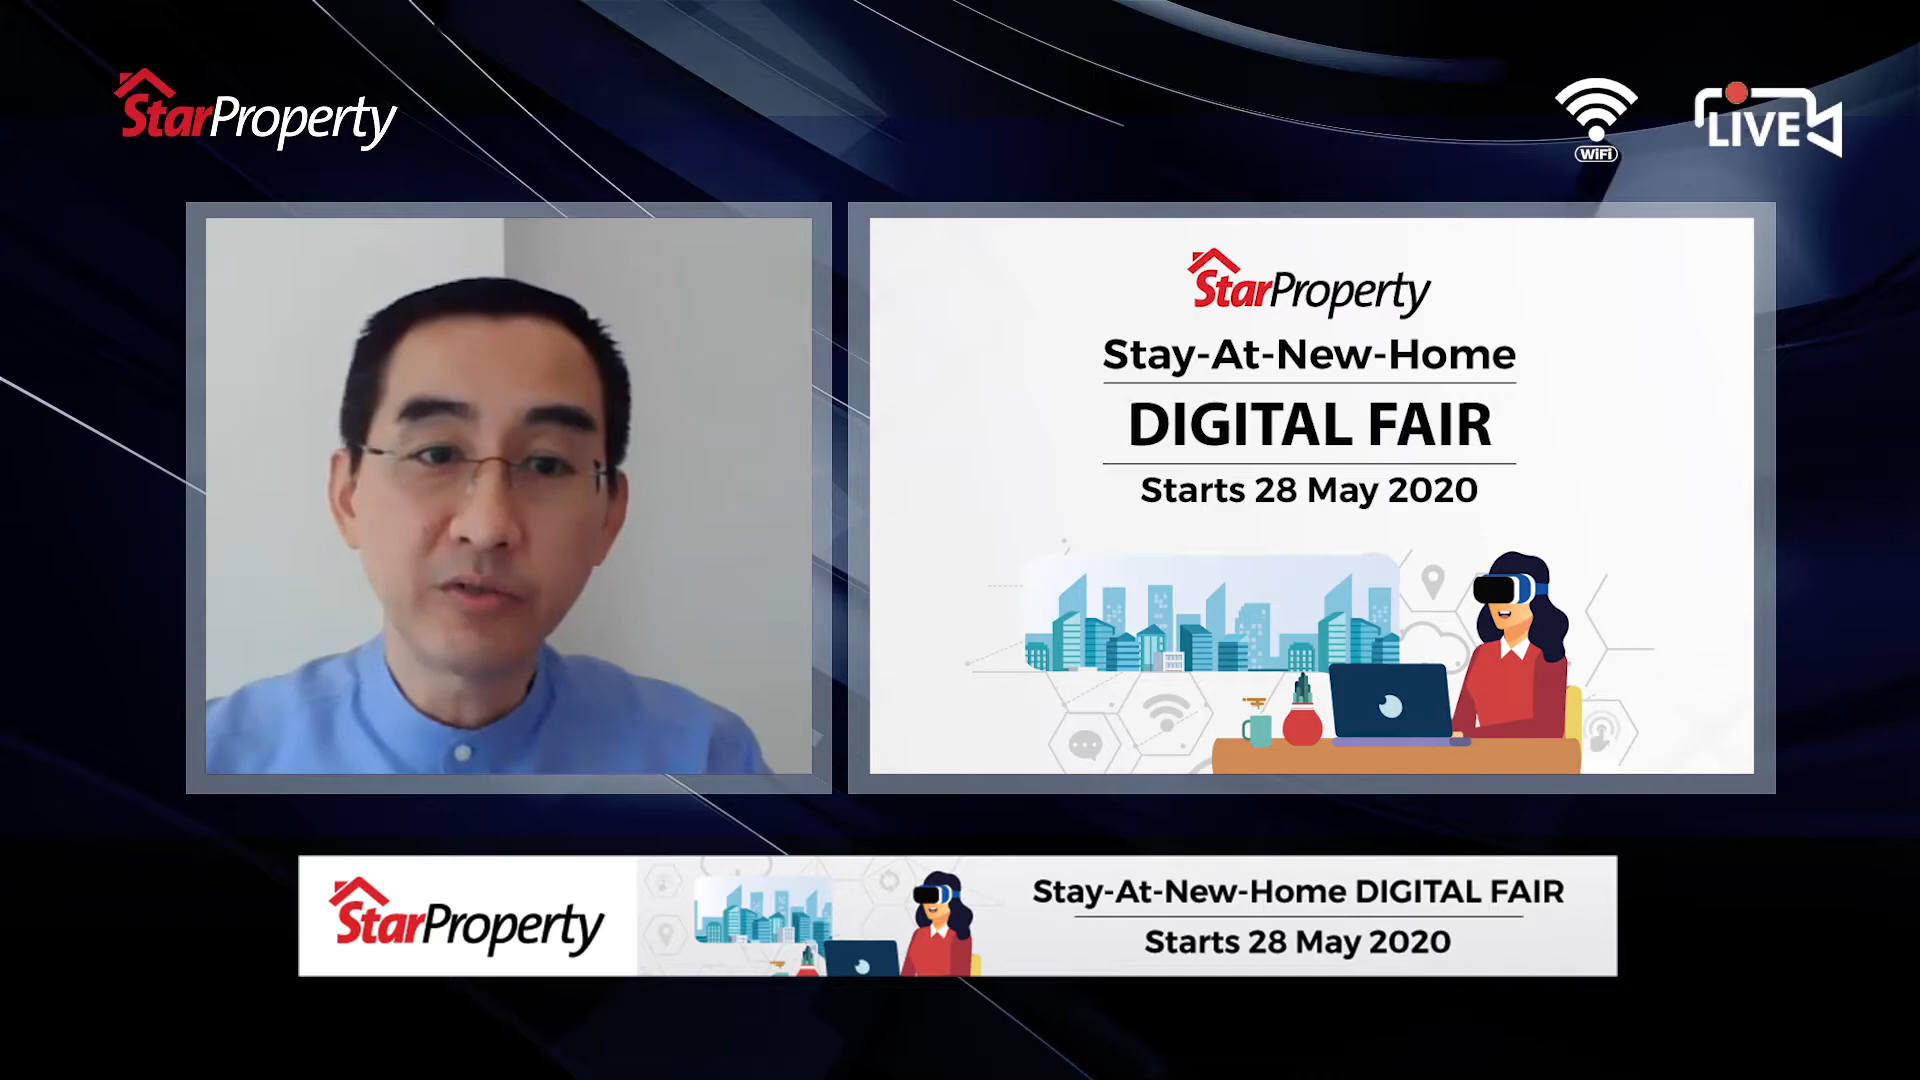 StarProperty
WiFi
LIVE
StarProperty
Stay-At-New-Home
DIGITAL FAIR
Starts 28 May 2020
StarProperty
Stay-At-New-Home DIGITAL FAIR
Starts 28 May 2020